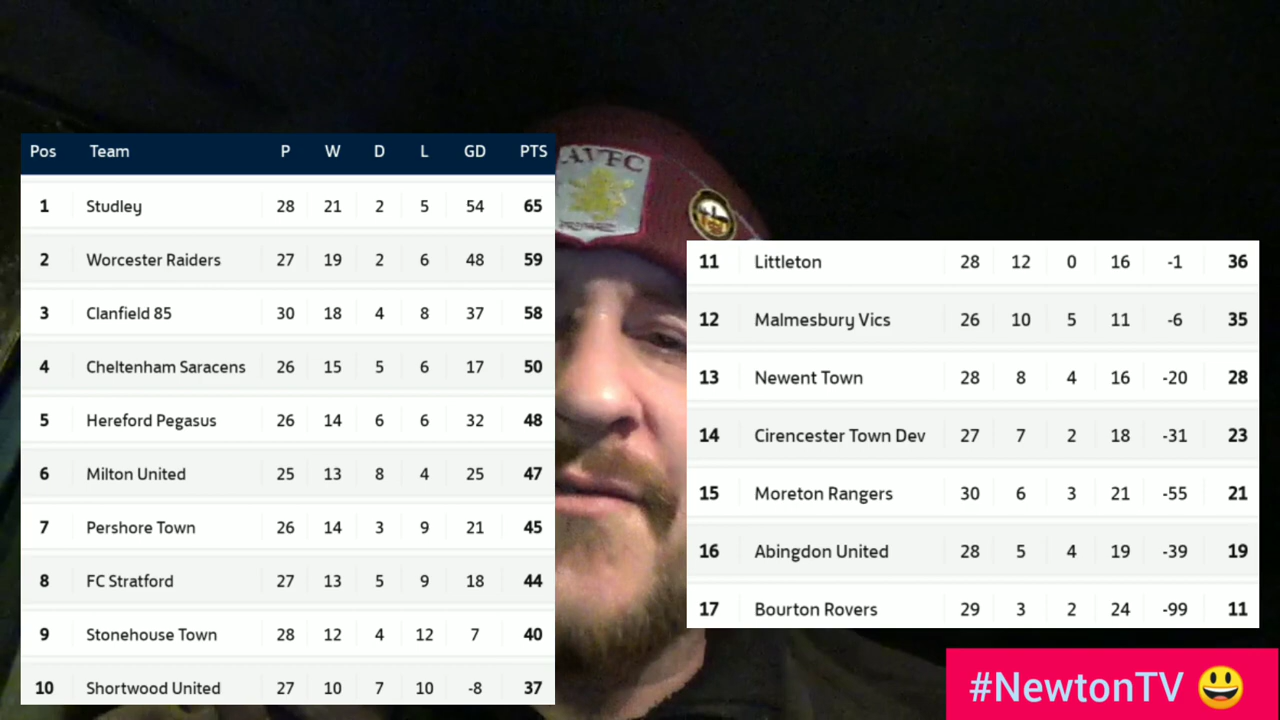 Pos Team P W D L GD PTS
1 Studley 28 21 2 5 54 65
2 Worcester Raiders 27 19 2 6 48 59
3 Clanfield 85 30 18 4 8 37 58
4 Cheltenham Saracens 26 15 5 6 17 50
5 Hereford Pegasus 26 14 6 6 32 48
6 Milton United 25 13 8 4 25 47
7 Pershore Town 26 14 3 9 21 45
8 FC Stratford 27 13 5 9 18 44
9 Stonehouse Town 28 12 4 12 7 40
10 Shortwood United 27 10 7 10 -8 37
AVFC
PREPARED
11 Littleton 28 12 0 16 -1 36
12 Malmesbury Vics 26 10 5 11 -6 35
13 Newent Town 28 8 4 16 -20 28
14 Cirencester Town Dev 27 7 2 18 -31 23
15 Moreton Rangers 30 6 3 21 -55 21
16 Abingdon United 28 5 4 19 -39 19
17 Bourton Rovers 29 3 2 24 -99 11
#NewtonTV 😃